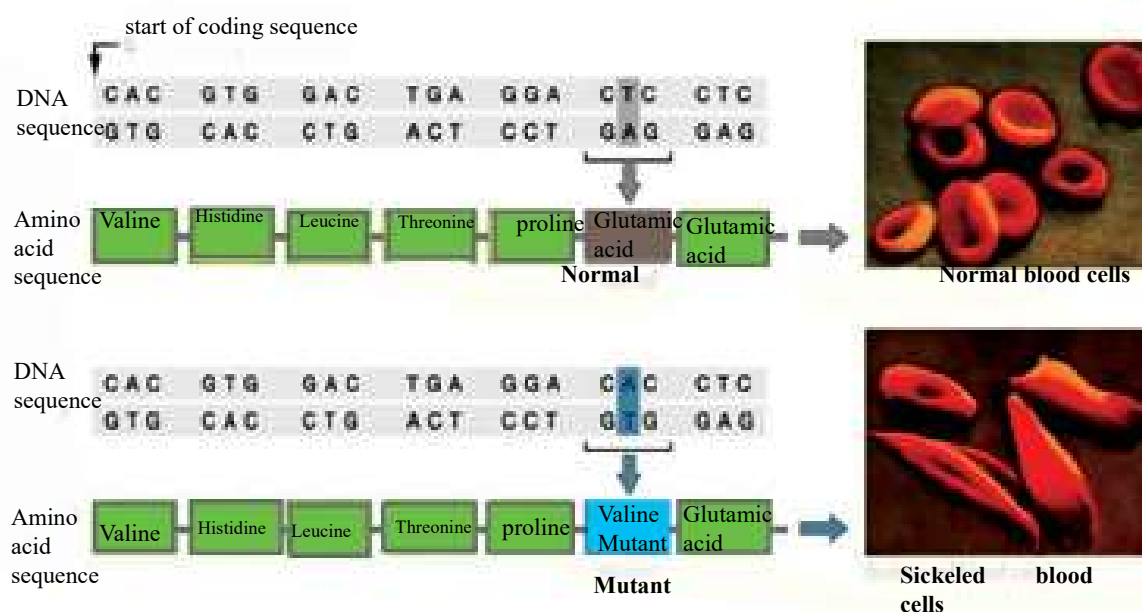 start of coding sequence
DNA
sequence
CAC GTG GAC TGA GGA CTC CTC
GTG CAC CTG ACT CCT GAG GAG
Amino
acid
sequence
Valine
Histidine
Leucine
Threonine
proline
Glutamic
acid
Glutamic
acid
Normal
Normal blood cells
DNA
sequence
CAC GTG GAC TGA GGA CAC CTC
GTG CAC CTG ACT CCT GTG GAG
Amino
acid
sequence
Valine
Histidine
Leucine
Threonine
proline
Valine
Mutant
Glutamic
acid
Mutant
Sickeled blood
cells